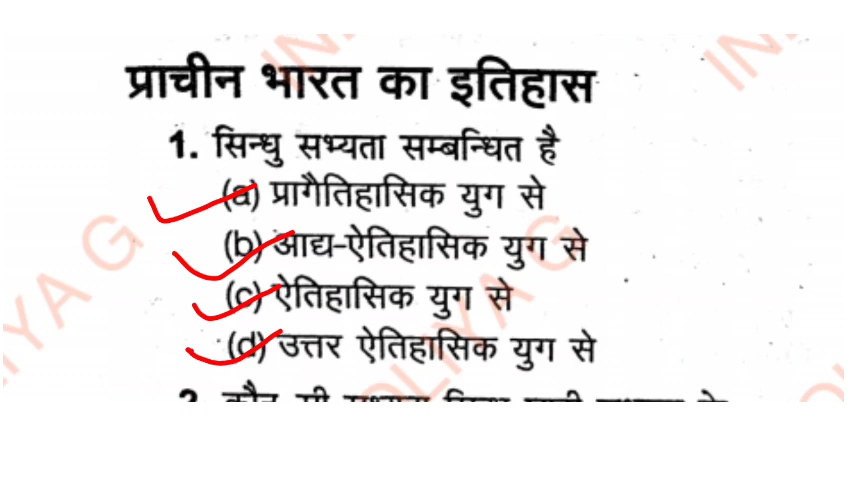 प्राचीन भारत का इतिहास
1. सिन्धु सभ्यता सम्बन्धित है
(a) प्रागैतिहासिक युग से
(b) आद्य-ऐतिहासिक युग से
(c) ऐतिहासिक युग से
(d) उत्तर ऐतिहासिक युग से